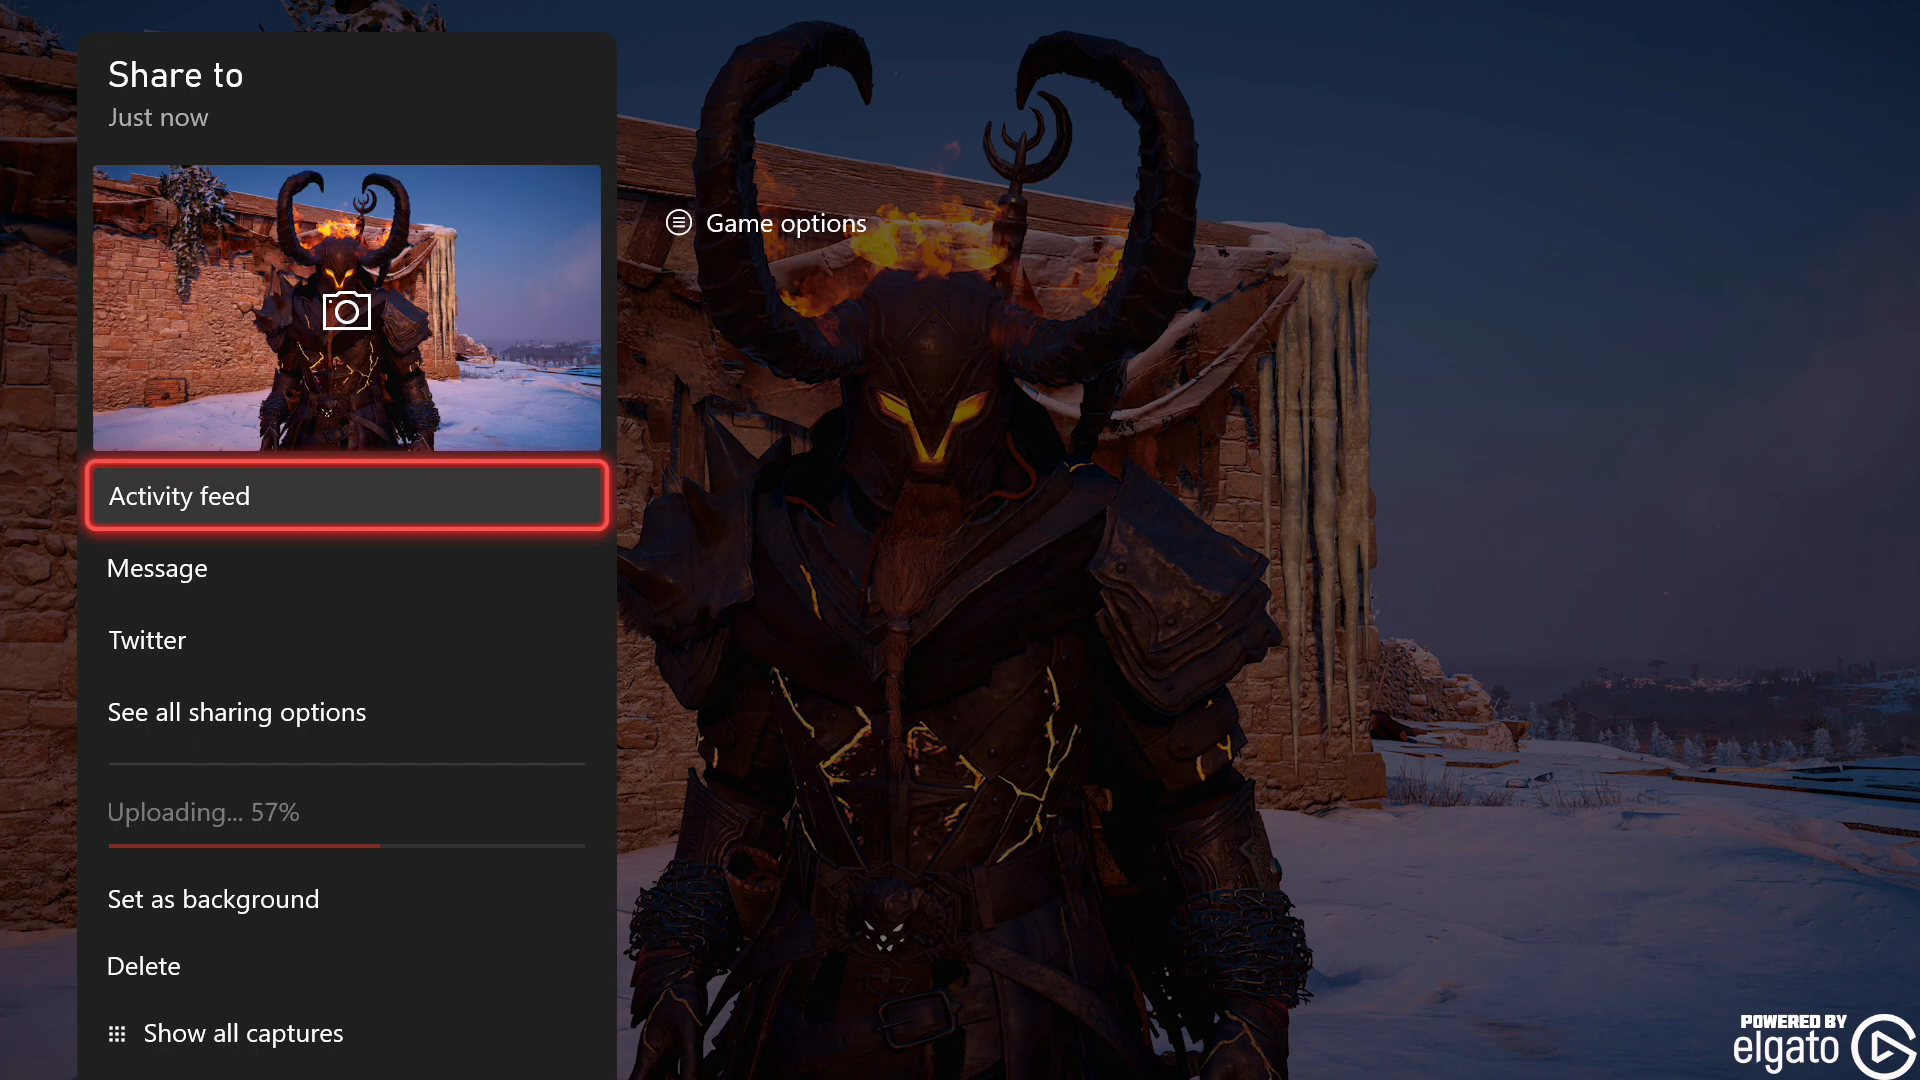 Share to
Just now
Game options
Activity feed
Message
Twitter
See all sharing options
Uploading... 57%
Set as background
Delete
Show all captures
POWERED BY
elgato